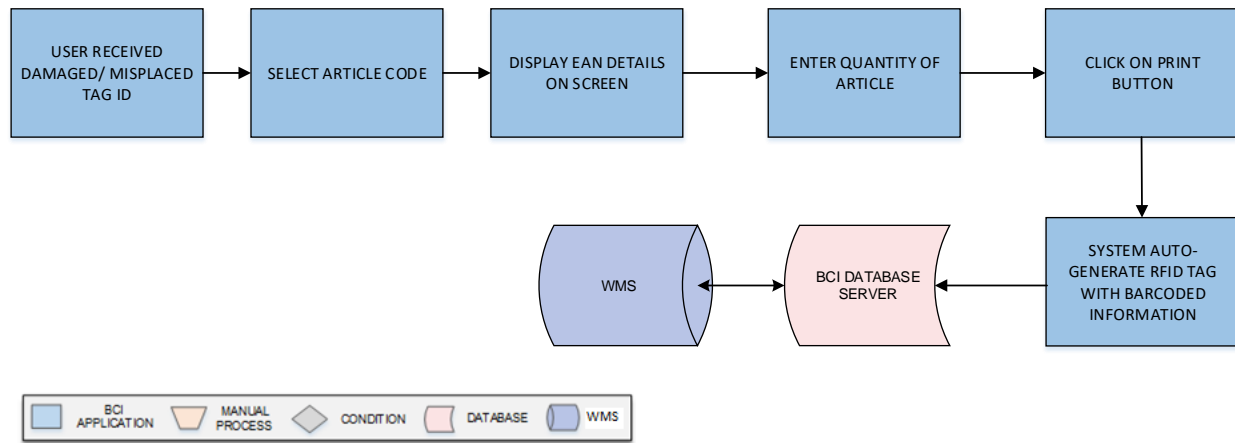 USER RECEIVED
DAMAGED/ MISPLACED
TAG ID
SELECT ARTICLE CODE
DISPLAY EAN DETAILS
ON SCREEN
ENTER QUANTITY OF
ARTICLE
CLICK ON PRINT
BUTTON
WMS
BCI DATABASE
SERVER
SYSTEM AUTO-
GENERATE RFID TAG
WITH BARCODED
INFORMATION
BCI
APPLICATION
MANUAL
PROCESS
CONDITION
DATABASE
WMS